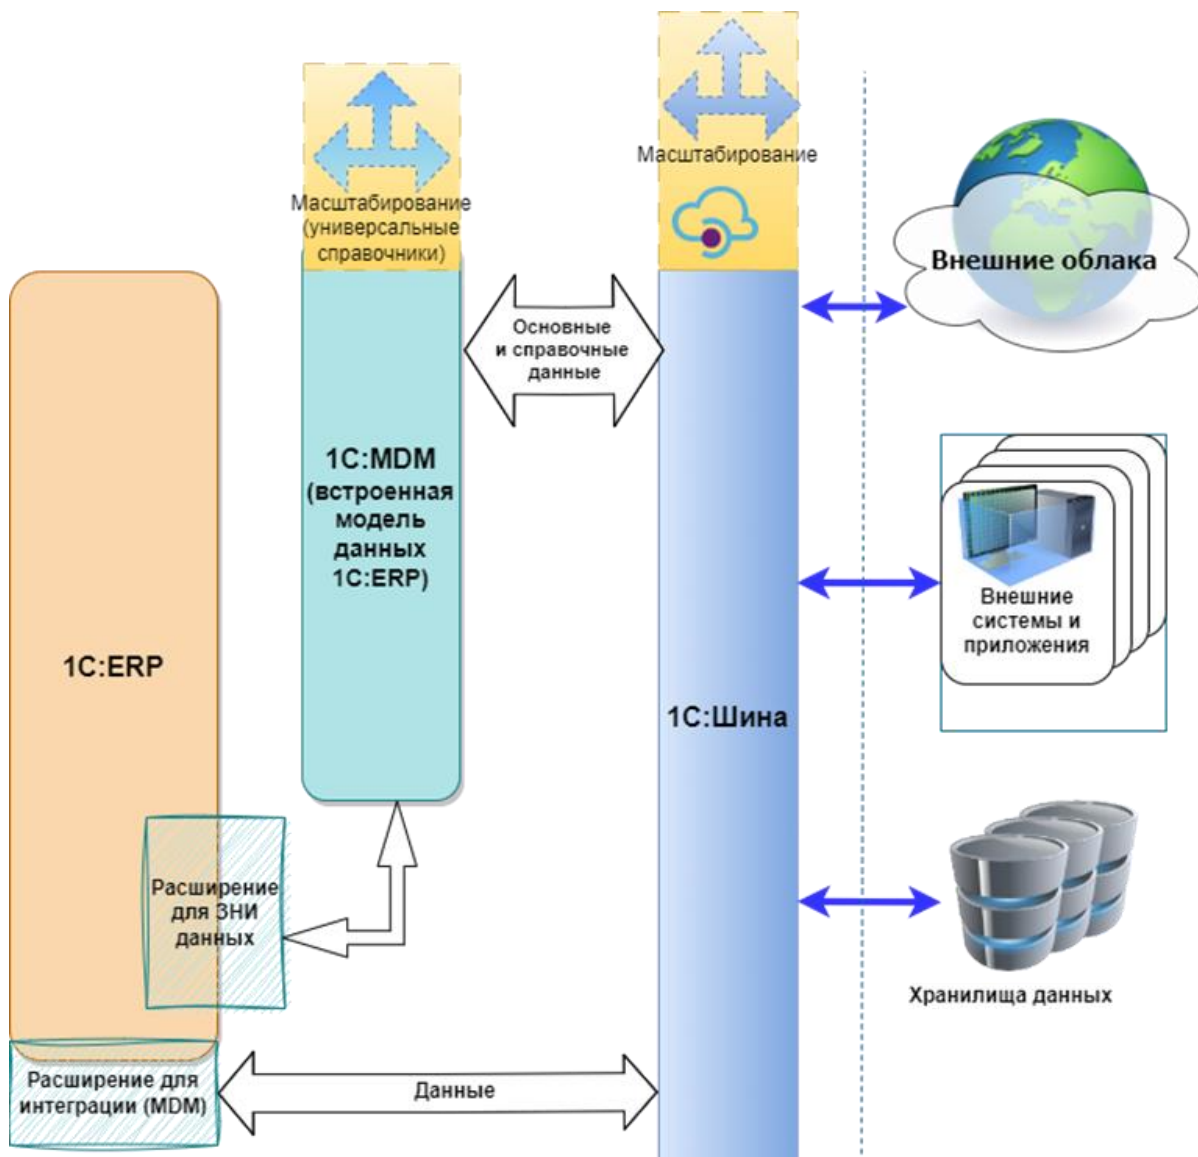 Масштабирование
Масштабирование
(универсальные
справочники)
Внешние облака
Основные
и справочные
данные
1С:MDM
(встроенная
модель
данных
1С:ERP)
Внешние
системы и
приложения
1С:ERP
1С:Шина
Расширение
для ЗНИ
данных
Хранилища данных
Расширение для
интеграции (MDM)
Данные